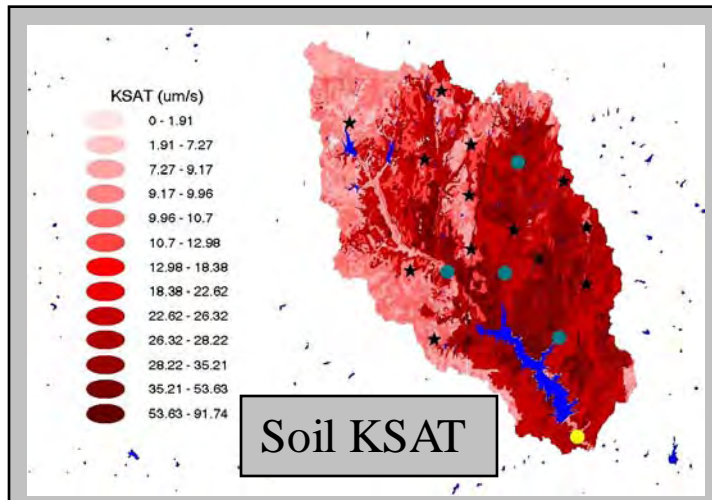 KSAT (um/s)
0 - 1.91
1.91 - 7.27
7.27 - 9.17
9.17 - 9.96
9.96 - 10.7
10.7 - 12.98
12.98 - 18.38
18.38 - 22.62
22.62 - 26.32
26.32 - 28.22
28.22 - 35.21
35.21 - 53.63
53.63 - 91.74
Soil KSAT